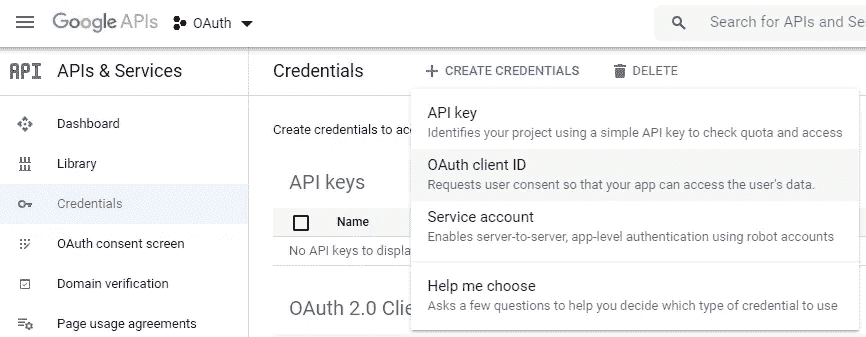 Google APIs
OAuth
Search for APIs and Se
API
APIs & Services
Credentials
CREATE CREDENTIALS
DELETE
Dashboard
Library
Credentials
OAuth consent screen
Domain verification
Page usage agreements
Create credentials to acc
API keys
Name
No API keys to displa
OAuth 2.0 Clie
API key
Identifies your project using a simple API key to check quota and access
OAuth client ID
Requests user consent so that your app can access the user's data.
Service account
Enables server-to-server, app-level authentication using robot accounts
Help me choose
Asks a few questions to help you decide which type of credential to use